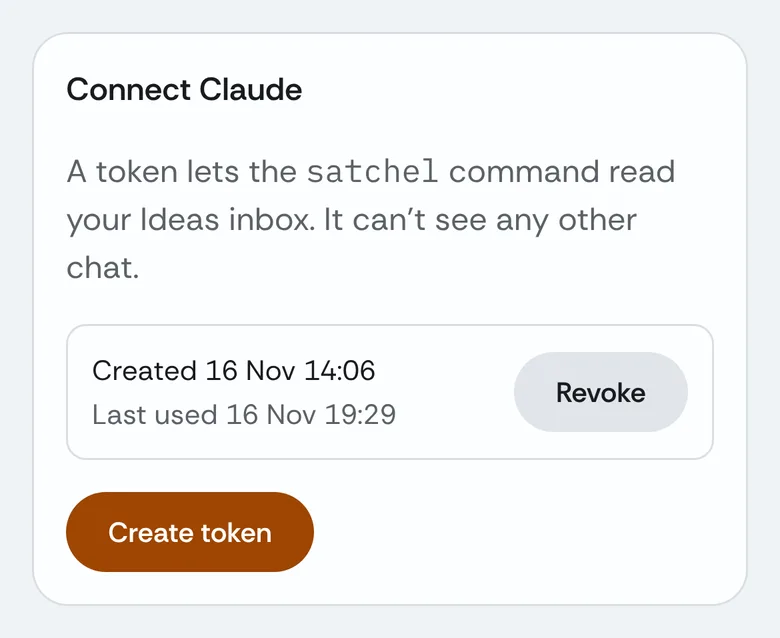 Connect Claude
A token lets the satchel command read
your Ideas inbox. It can’t see any other
chat.
Created 16 Nov 14:06
Last used 16 Nov 19:29
Revoke
Create token